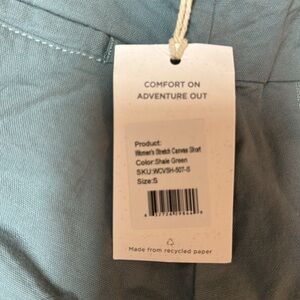 COMFORT ON
ADVENTURE OUT
Product:
Women's Stretch Canvas Short
Color:Shale Green
SKU:WCVSH-507-S
Size:S
Made from recycled paper